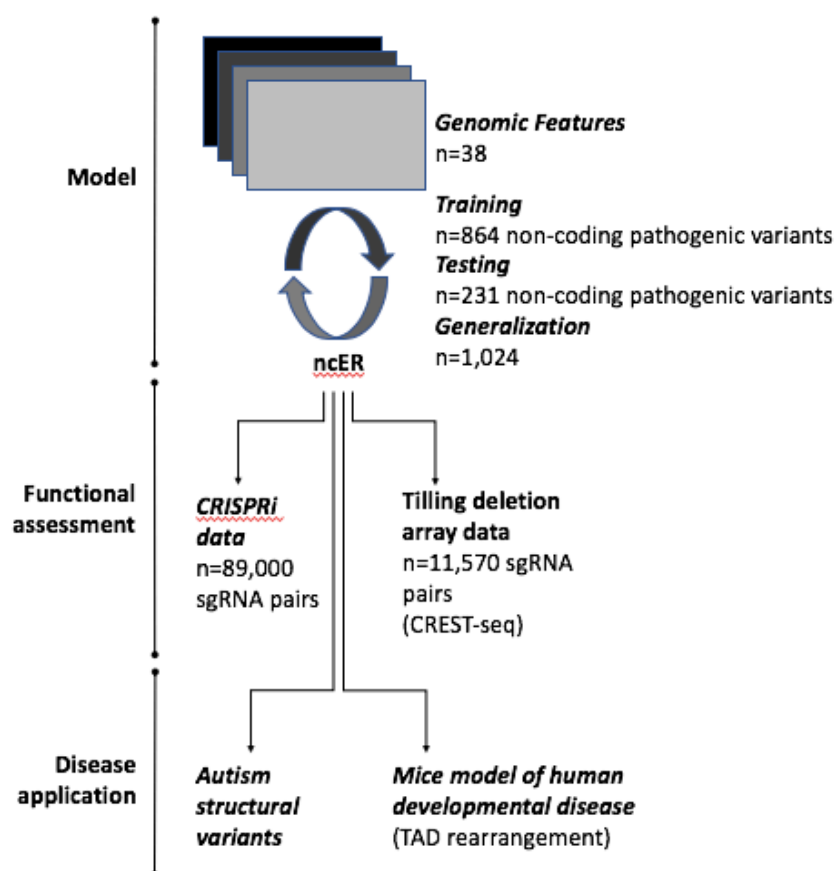 Model
Genomic Features
n=38
Training
n=864 non-coding pathogenic variants
Testing
n=231 non-coding pathogenic variants
Generalization
n=1,024
ncER
Functional
assessment
CRISPRi
data
n=89,000
sgRNA pairs
Tilling deletion
array data
n=11,570 sgRNA
pairs
(CREST-seq)
Disease
application
Autism
structural
variants
Mice model of human
developmental disease
(TAD rearrangement)